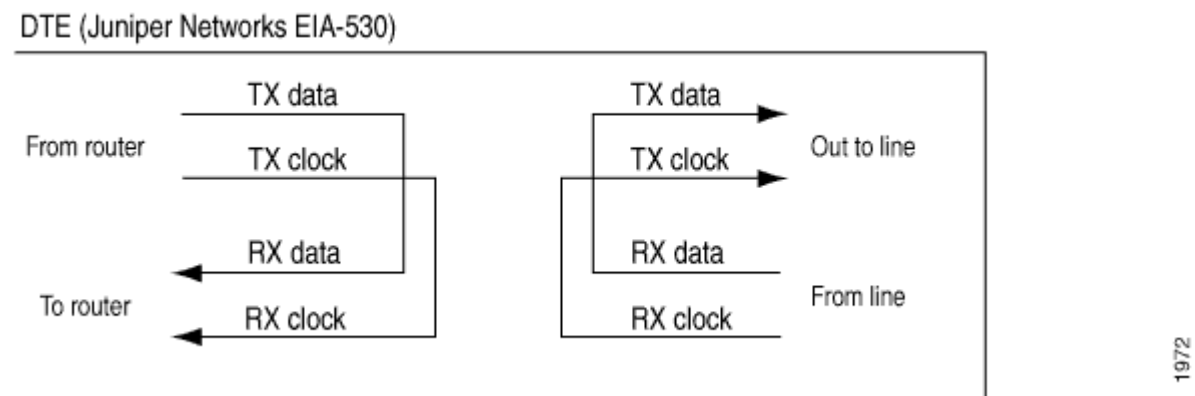 DTE (Juniper Networks EIA-530)
TX data
TX data
From router
Out to line
TX clock
TX clock
RX data
RX data
To router
From line
RX clock
RX clock
1972